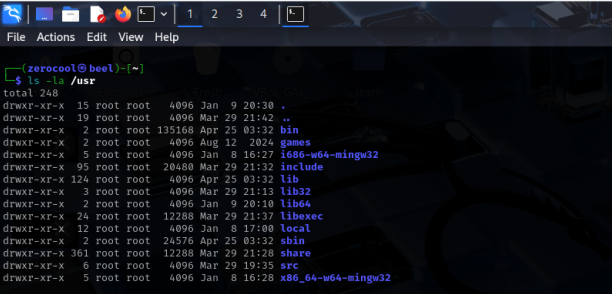 1 2 3 4
File Actions Edit View Help
┌──(zerocool㉿beel)-[~]
└─$ ls -la /usr
total 248
drwxr-xr-x  15 root root   4096 Jan  9 20:30 .
drwxr-xr-x  19 root root   4096 Mar 29 21:42 ..
drwxr-xr-x   2 root root 135168 Apr 25 03:32 bin
drwxr-xr-x   2 root root   4096 Aug 12  2024 games
drwxr-xr-x   5 root root   4096 Jan  8 16:27 i686-w64-mingw32
drwxr-xr-x  95 root root  20480 Mar 29 21:32 include
drwxr-xr-x 124 root root   4096 Apr 25 03:32 lib
drwxr-xr-x   3 root root   4096 Mar 29 21:13 lib32
drwxr-xr-x   2 root root   4096 Jan  9 20:10 lib64
drwxr-xr-x  24 root root  12288 Mar 29 21:37 libexec
drwxr-xr-x  12 root root   4096 Jan  8 17:00 local
drwxr-xr-x   2 root root  24576 Apr 25 03:32 sbin
drwxr-xr-x 361 root root  12288 Mar 29 21:28 share
drwxr-xr-x   6 root root   4096 Mar 29 19:35 src
drwxr-xr-x   5 root root   4096 Jan  8 16:28 x86_64-w64-mingw32